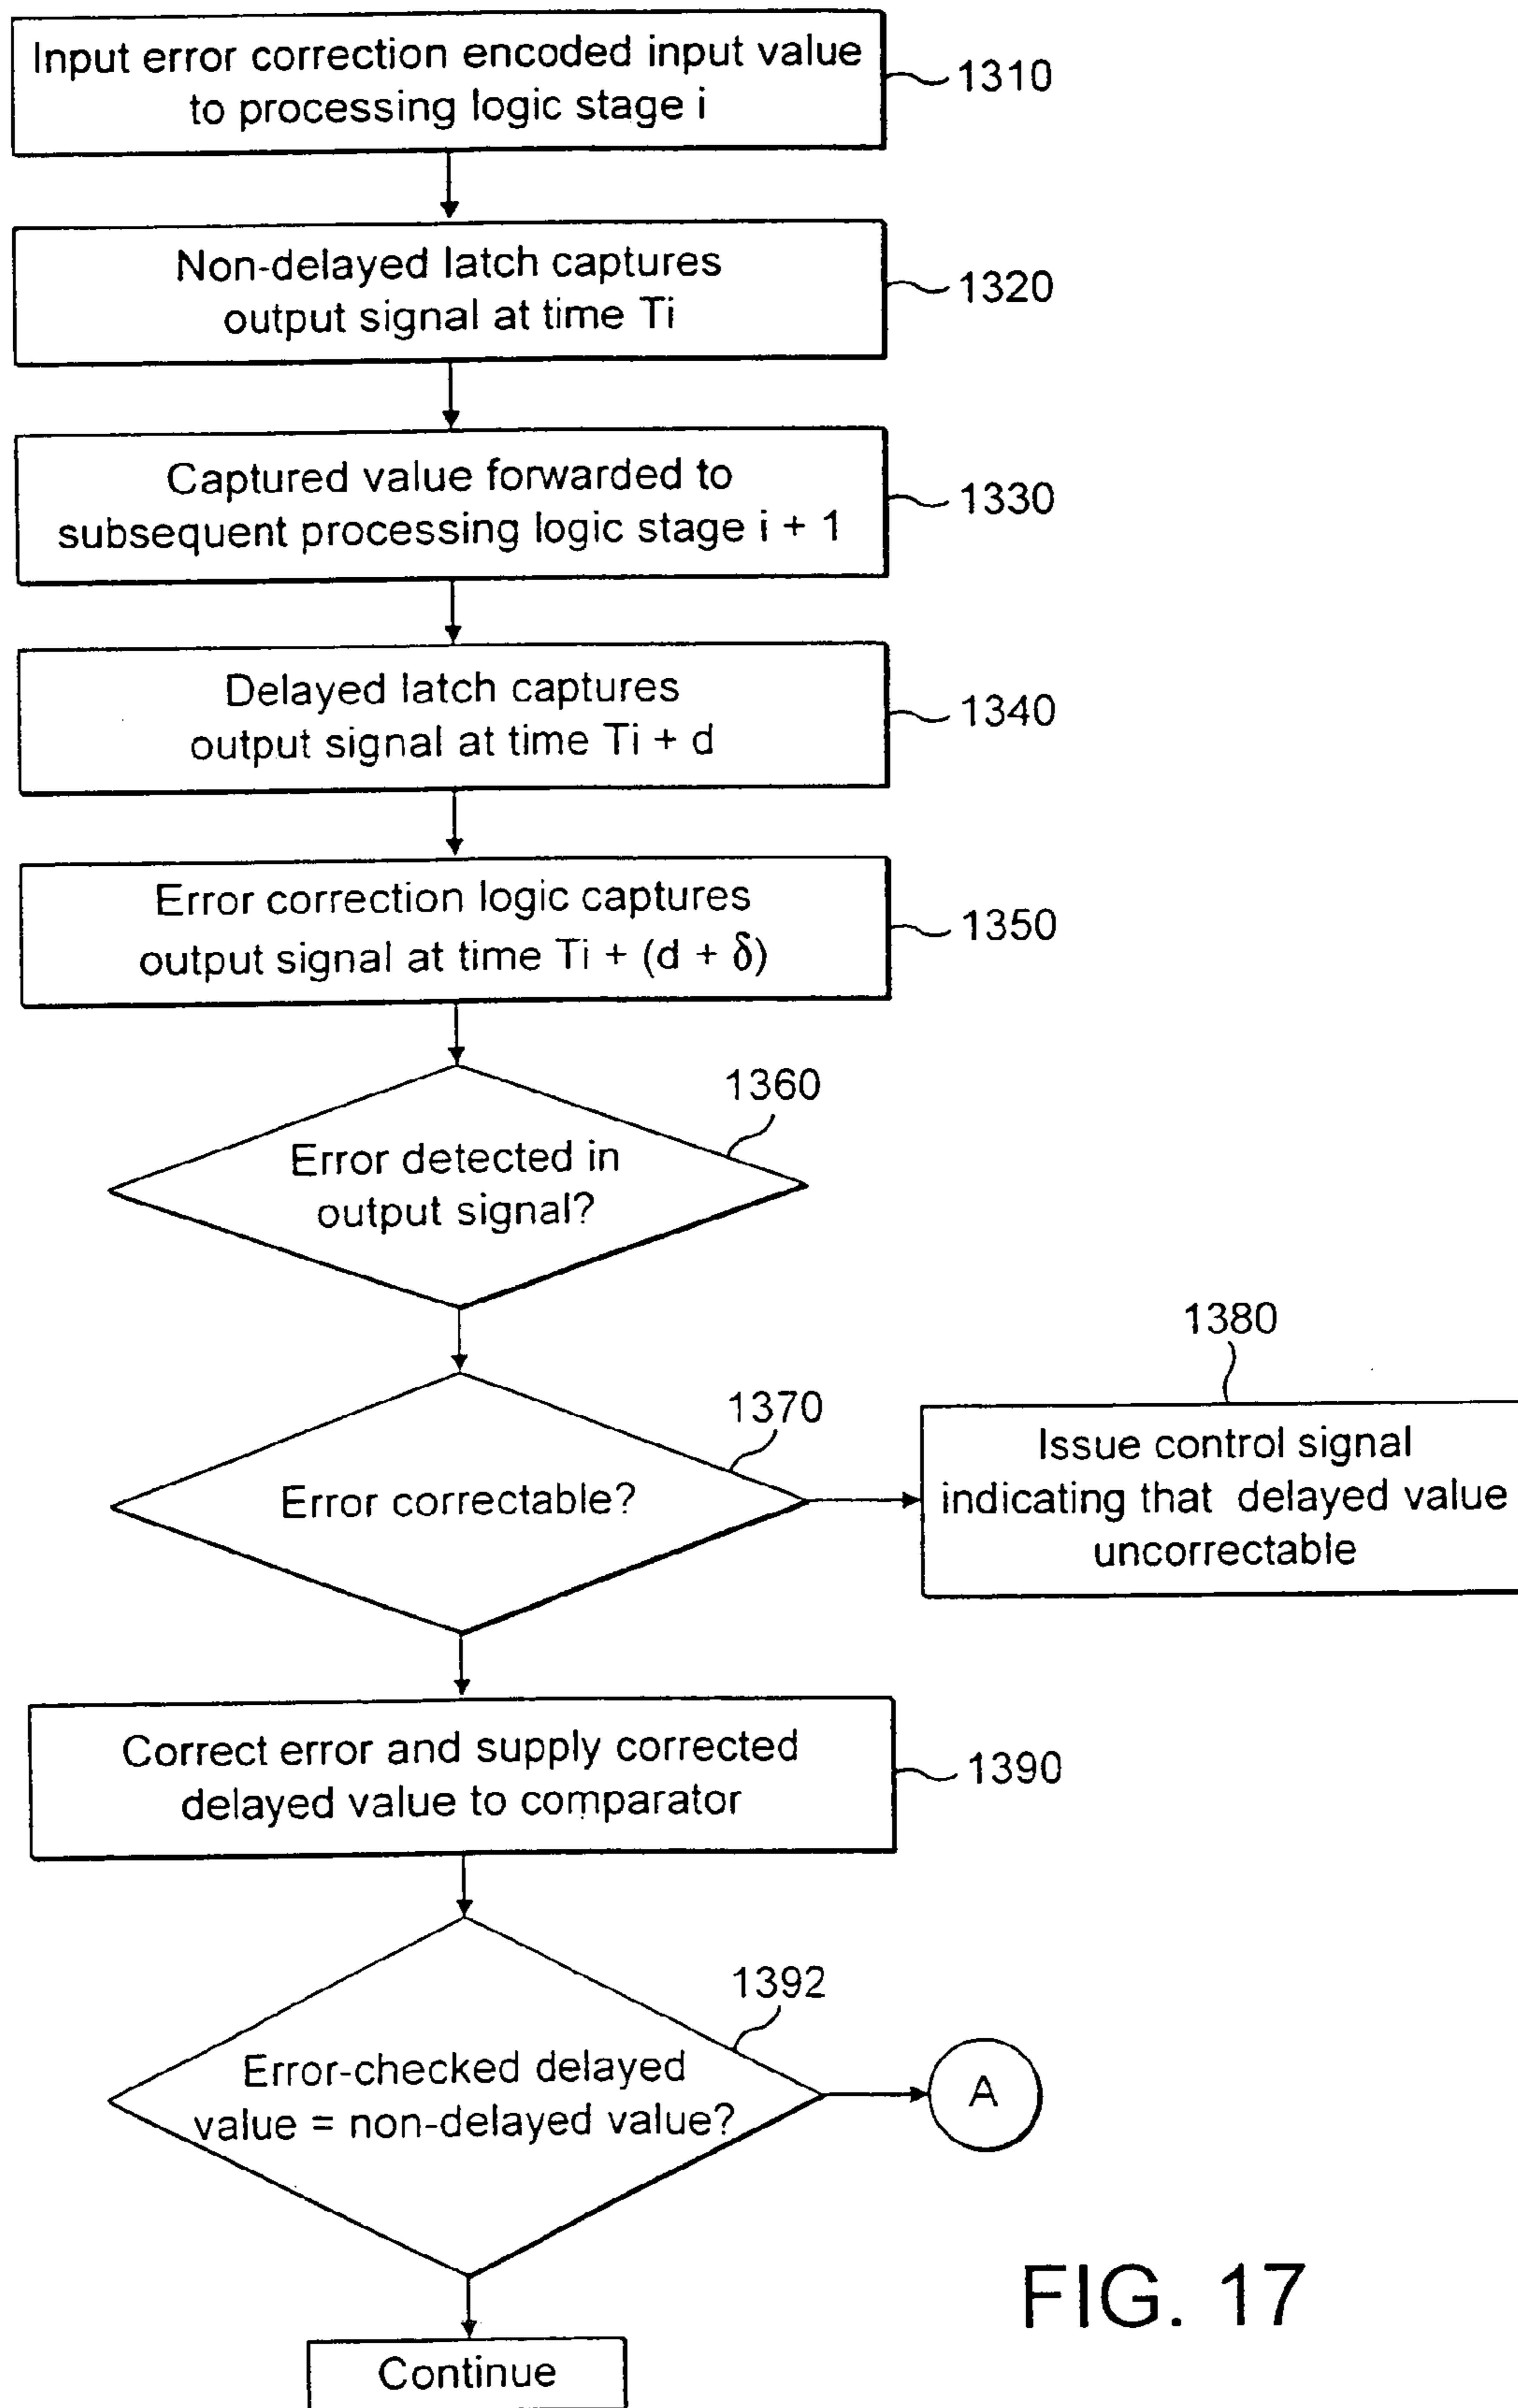 Input error correction encoded input value
to processing logic stage i
1310
Non-delayed latch captures
output signal at time Ti
1320
Captured value forwarded to
subsequent processing logic stage i + 1
1330
Delayed latch captures
output signal at time Ti + d
1340
Error correction logic captures
output signal at time Ti + (d + δ)
1350
1360
Error detected in
output signal?
1370
Error correctable?
1380
Issue control signal
indicating that delayed value
uncorrectable
Correct error and supply corrected
delayed value to comparator
1390
1392
Error-checked delayed
value = non-delayed value?
A
Continue
FIG. 17